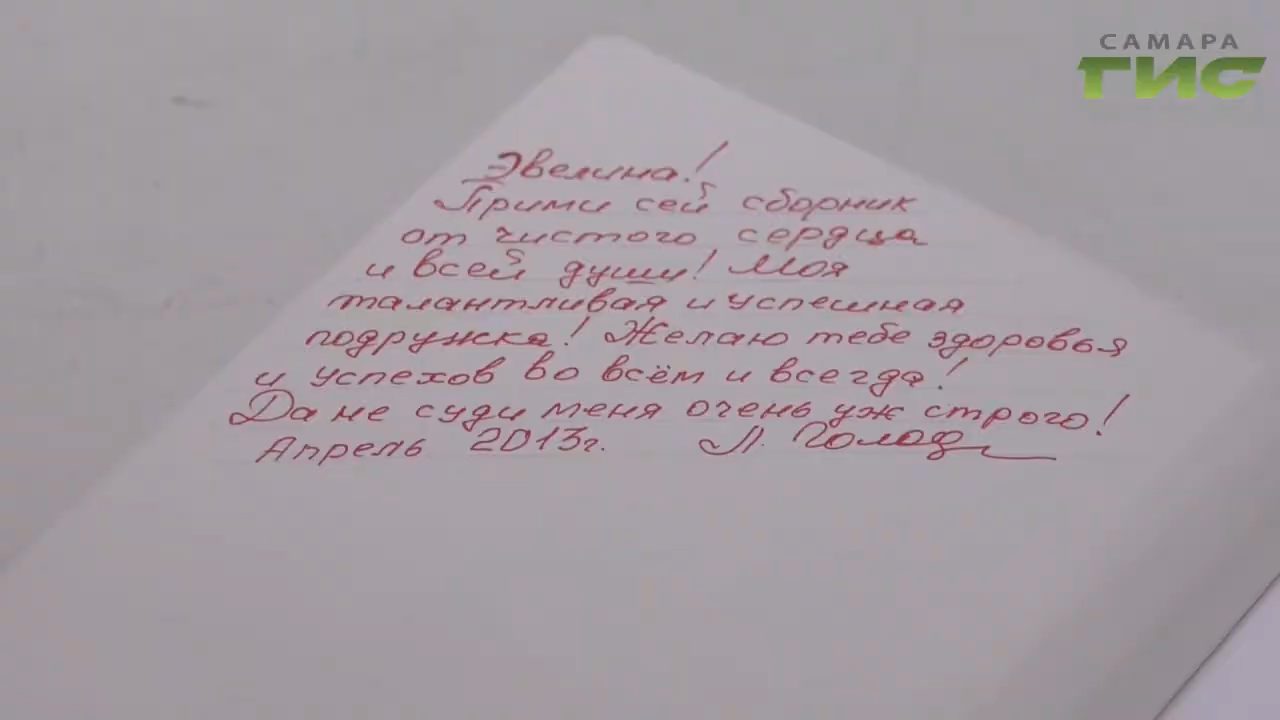 САМАРА
ГИС
Эвелина!
Прими сей сборник
от чистого сердца
и всей души! Моя
талантливая и успешная
подружка! Желаю тебе здоровья
и успехов во всём и всегда!
Да не суди меня очень уж строго!
Апрель 2013г. Л. Голод